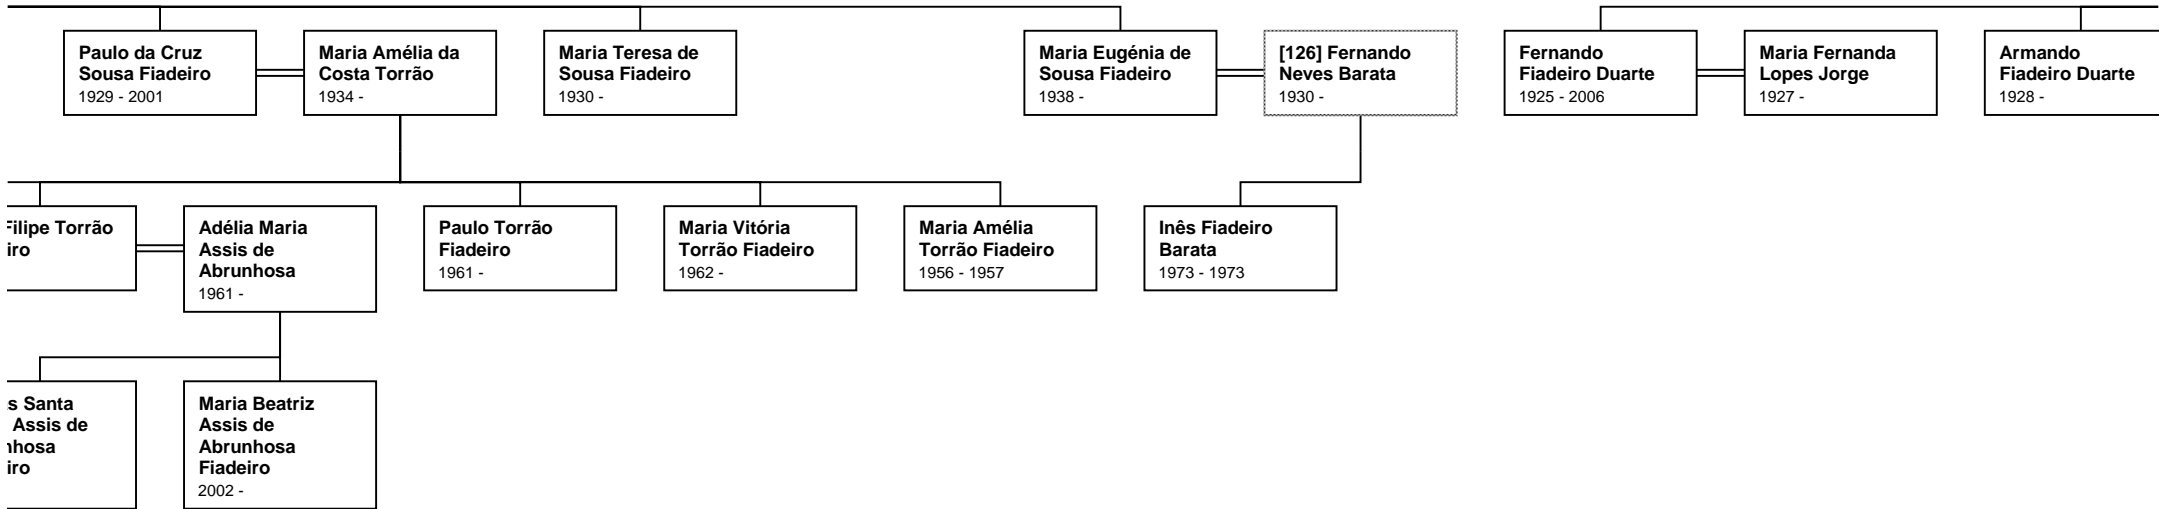 Paulo da Cruz
Sousa Fiadeiro
1929 - 2001
Maria Amélia da
Costa Torrão
1934 -
Maria Teresa de
Sousa Fiadeiro
1930 -
Maria Eugénia de
Sousa Fiadeiro
1938 -
[126] Fernando
Neves Barata
1930 -
Fernando
Fiadeiro Duarte
1925 - 2006
Maria Fernanda
Lopes Jorge
1927 -
Armando
Fiadeiro Duarte
1928 -
Filipe Torrão
iro
Adélia Maria
Assis de
Abrunhosa
1961 -
Paulo Torrão
Fiadeiro
1961 -
Maria Vitória
Torrão Fiadeiro
1962 -
Maria Amélia
Torrão Fiadeiro
1956 - 1957
Inês Fiadeiro
Barata
1973 - 1973
s Santa
Assis de
nhosa
iro
Maria Beatriz
Assis de
Abrunhosa
Fiadeiro
2002 -